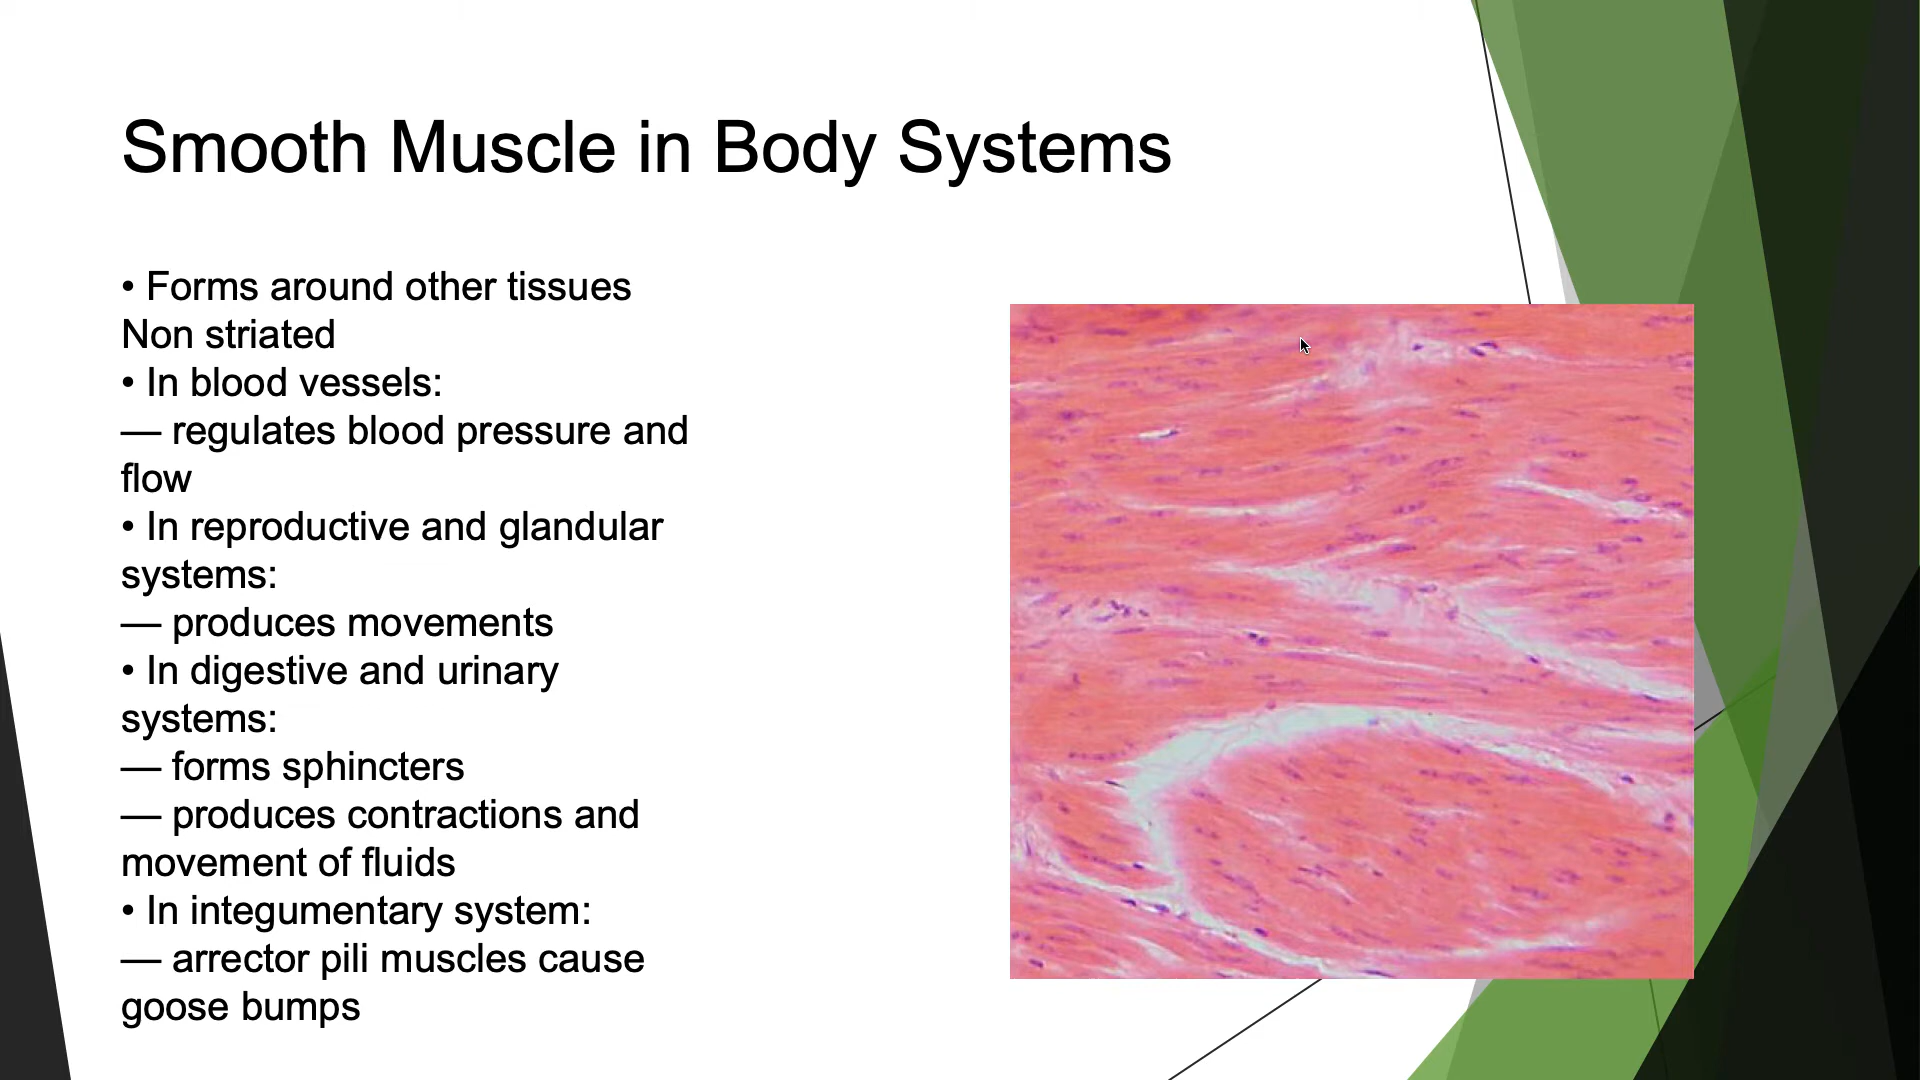 Smooth Muscle in Body Systems
• Forms around other tissues
Non striated
• In blood vessels:
— regulates blood pressure and
flow
• In reproductive and glandular
systems:
— produces movements
• In digestive and urinary
systems:
— forms sphincters
— produces contractions and
movement of fluids
• In integumentary system:
— arrector pili muscles cause
goose bumps